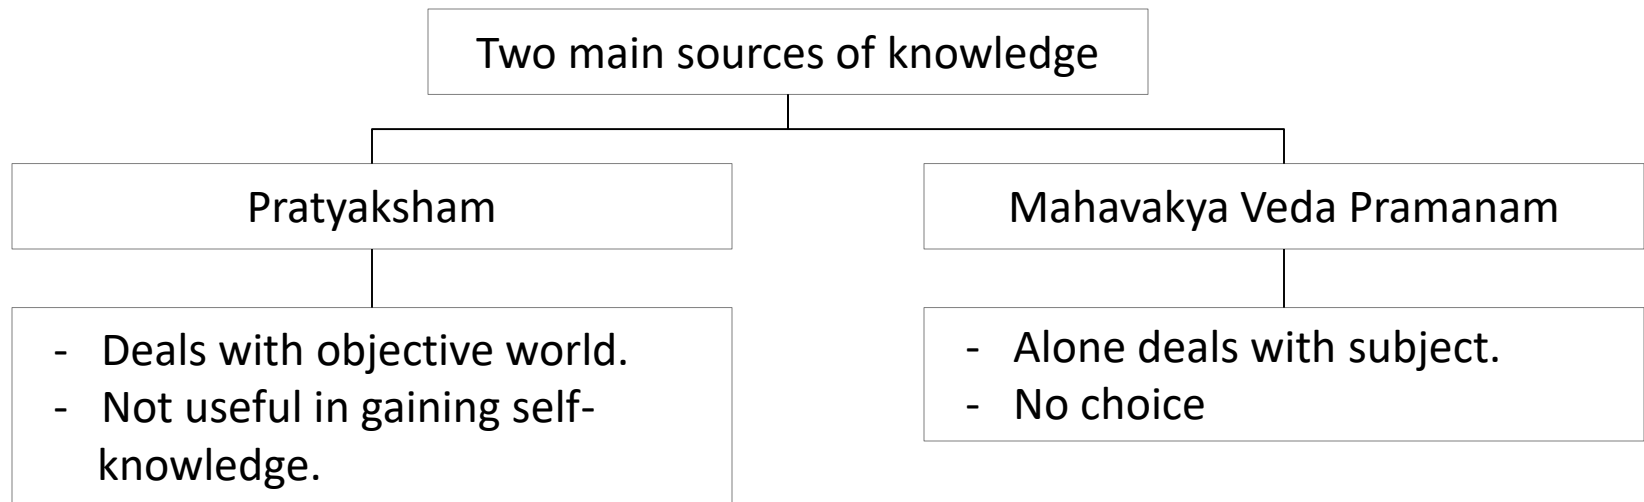 Two main sources of knowledge
Pratyaksham
Mahavakya Veda Pramanam
- Deals with objective world.
- Not useful in gaining self-
knowledge.
- Alone deals with subject.
- No choice